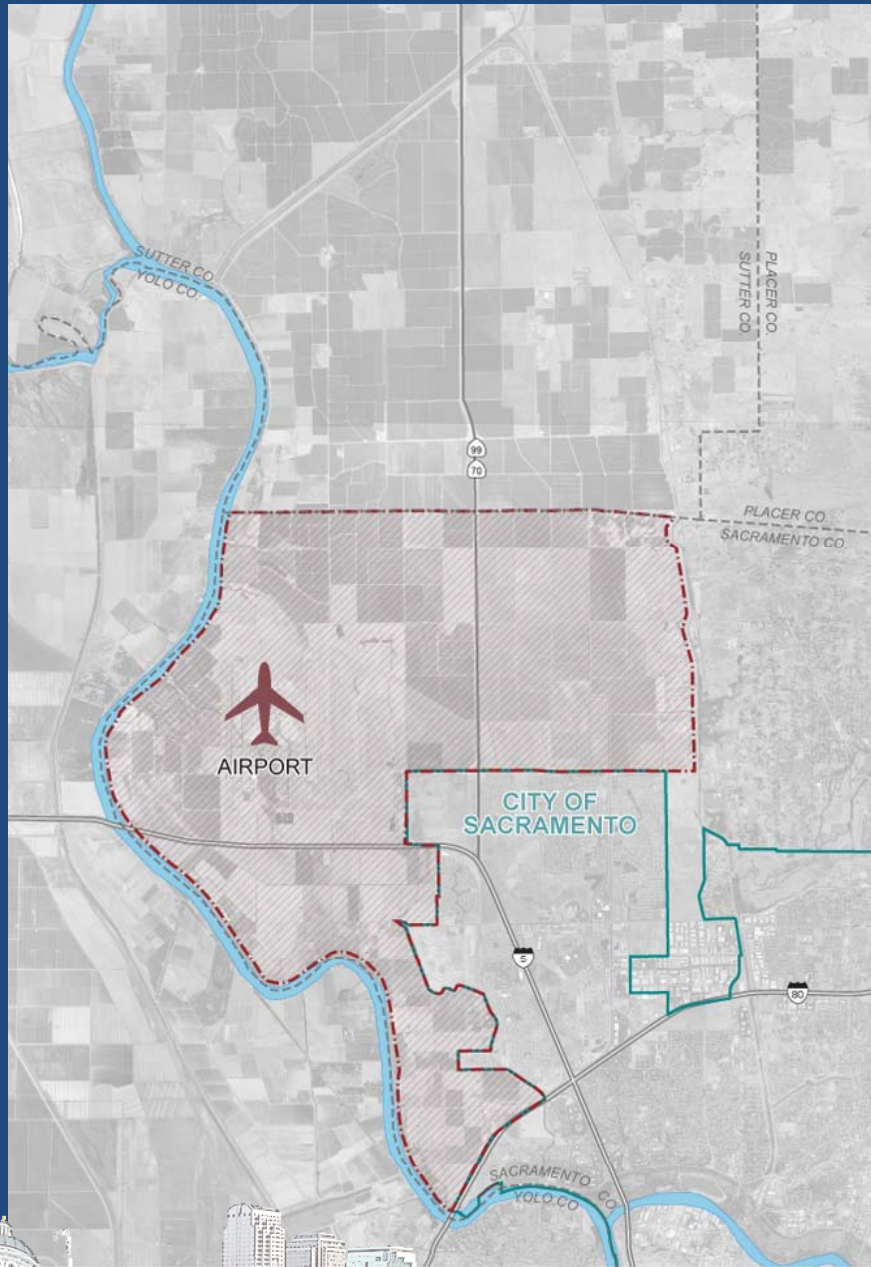 SUTTER CO.
YOLO CO.
PLACER CO.
SUTTER CO.
99
70
PLACER CO.
SACRAMENTO CO.
AIRPORT
CITY OF
SACRAMENTO
5
80
SACRAMENTO CO.
YOLO CO